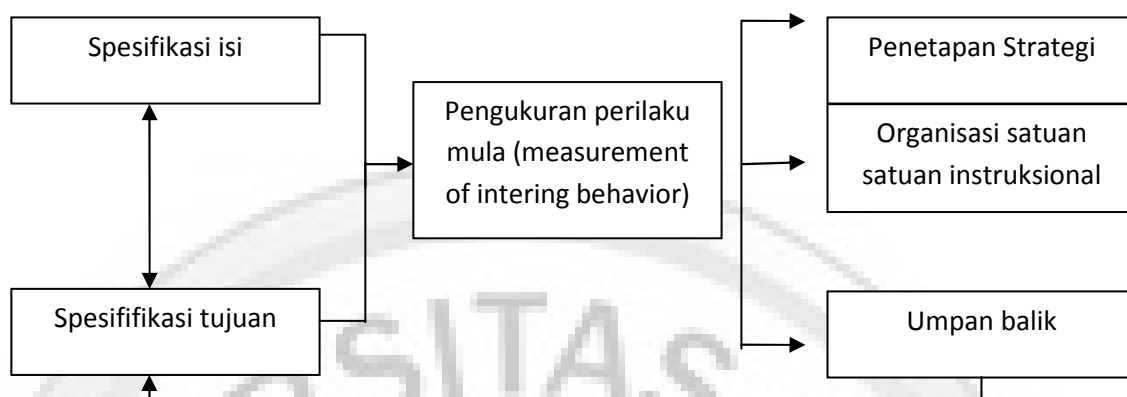 Spesifikasi isi
Penetapan Strategi
Pengukuran perilaku
mula (measurement
of intering behavior)
Organisasi satuan
satuan instruksional
Spesififikasi tujuan
Umpan balik
SITAS